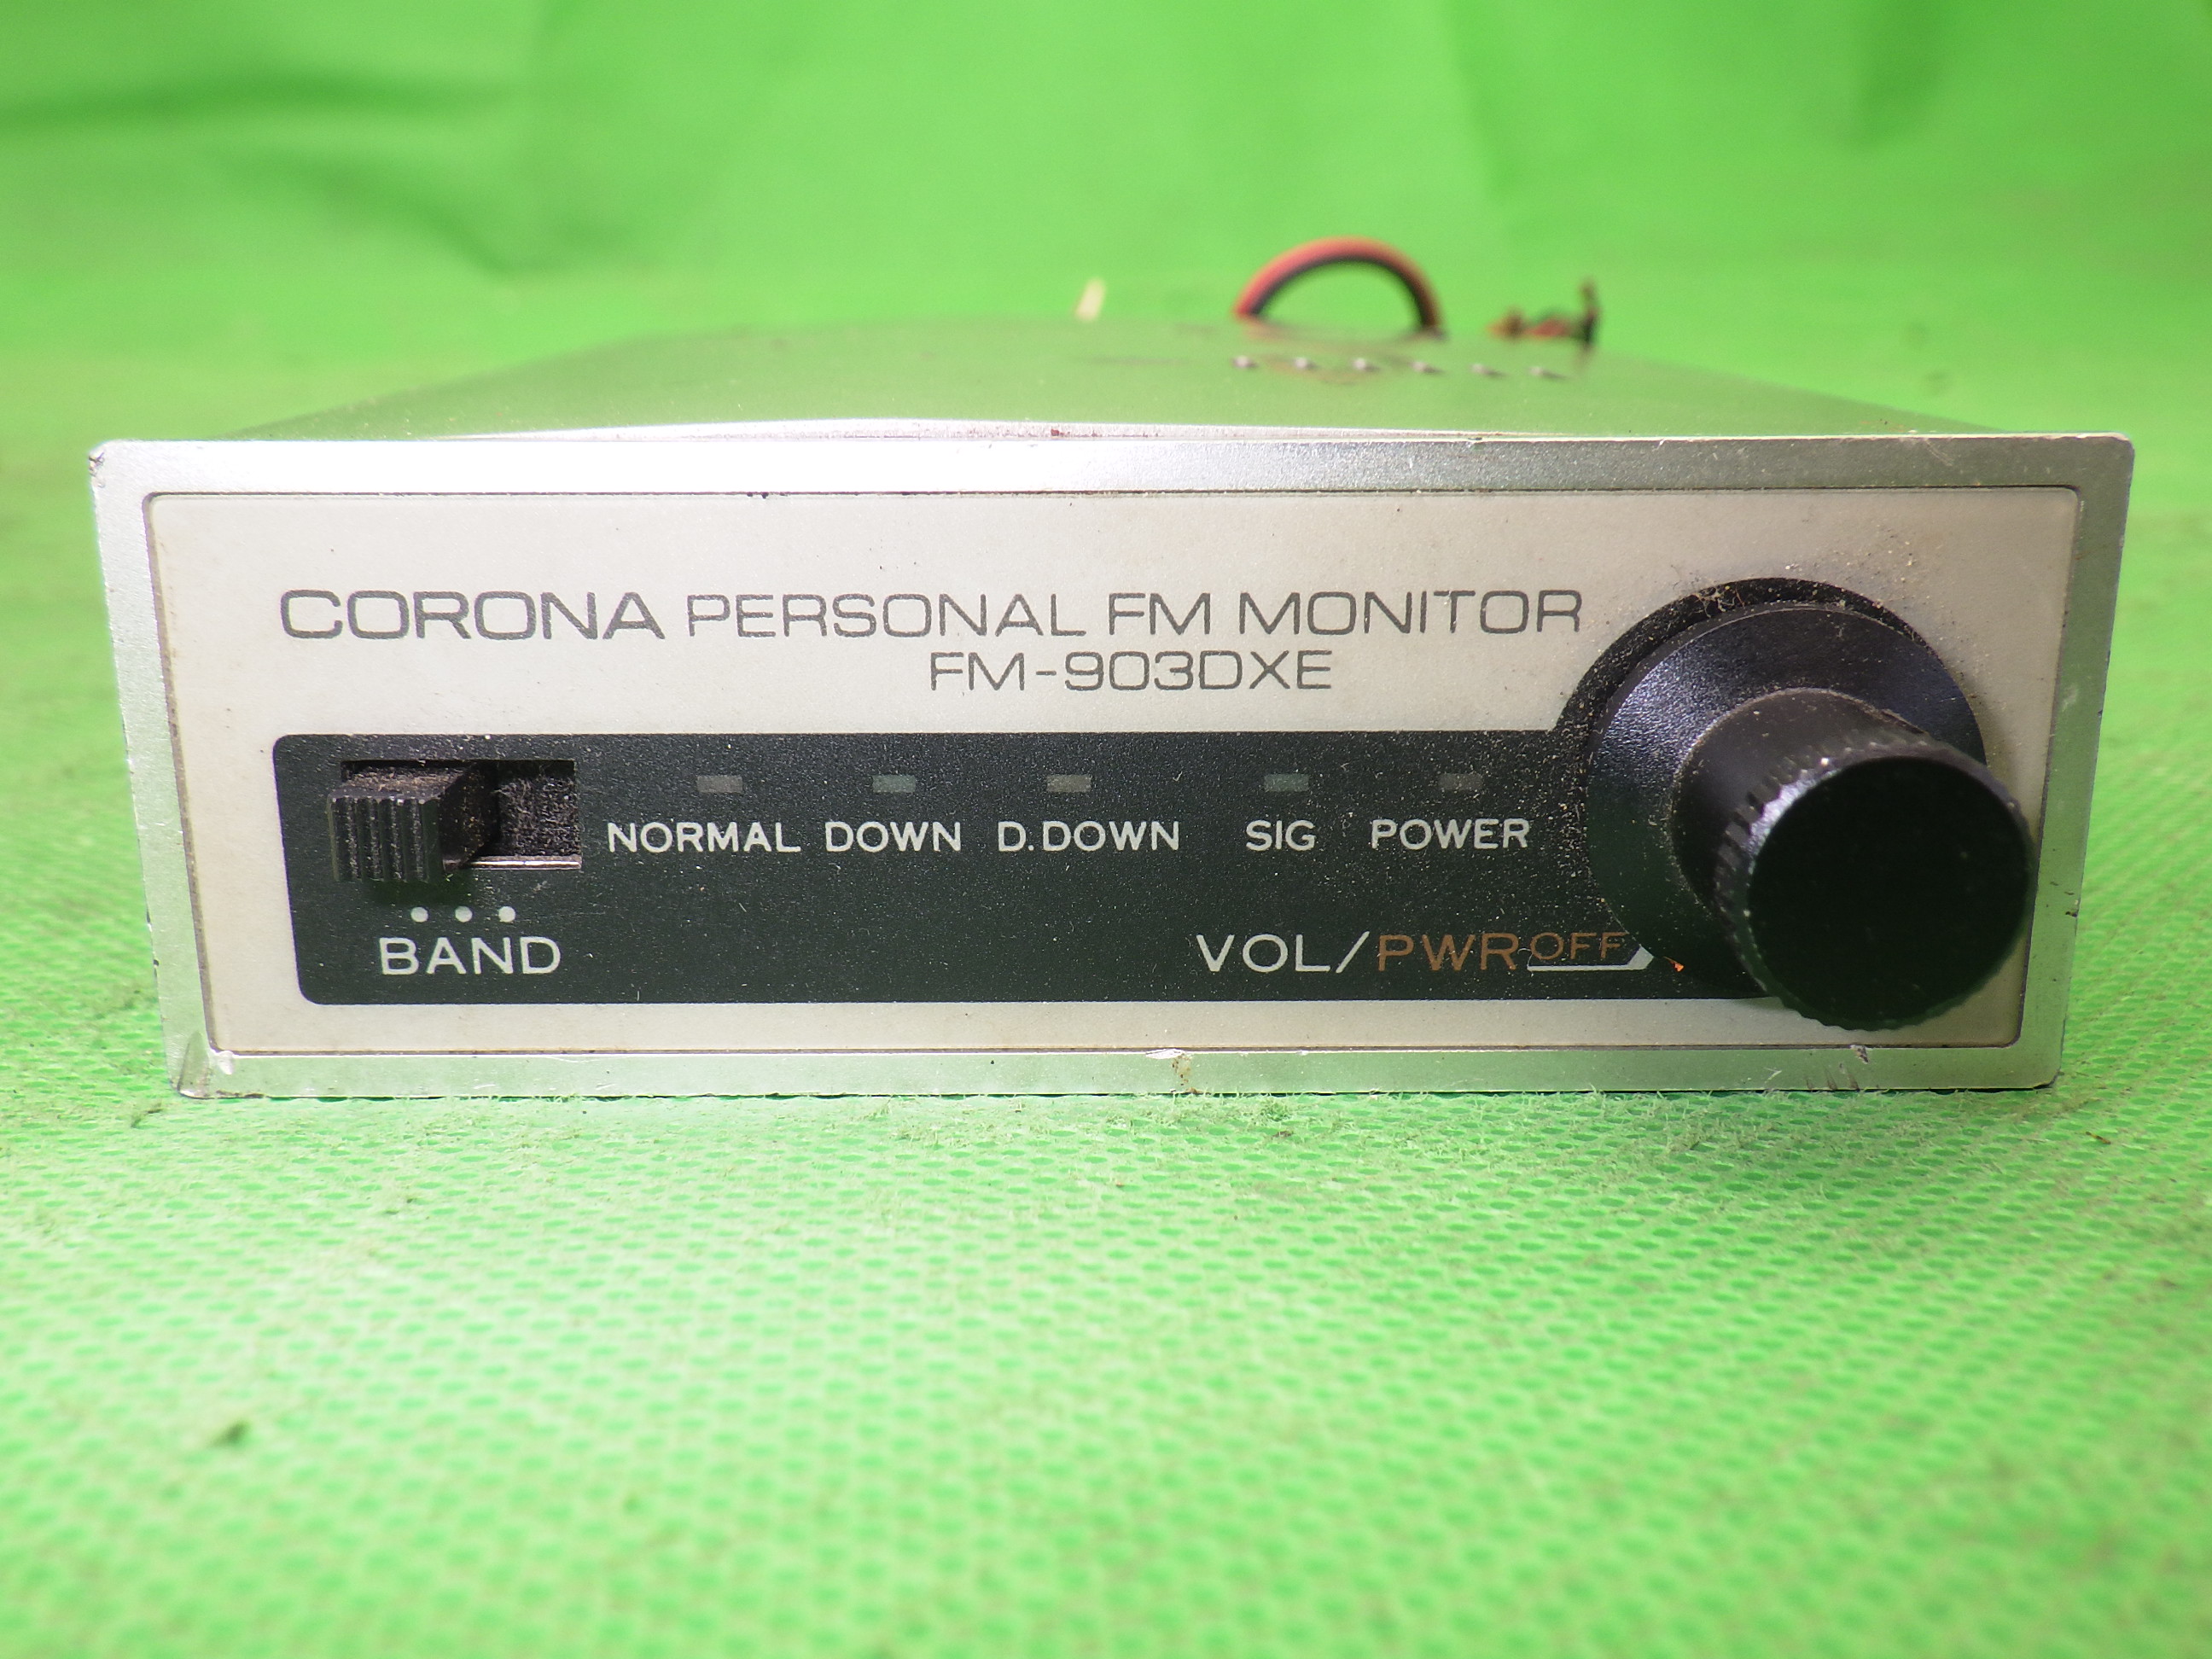 CORONA PERSONAL FM MONITOR
FM-903DXE
NORMAL DOWN D.DOWN SIG POWER
BAND
VOL/PWR OFF